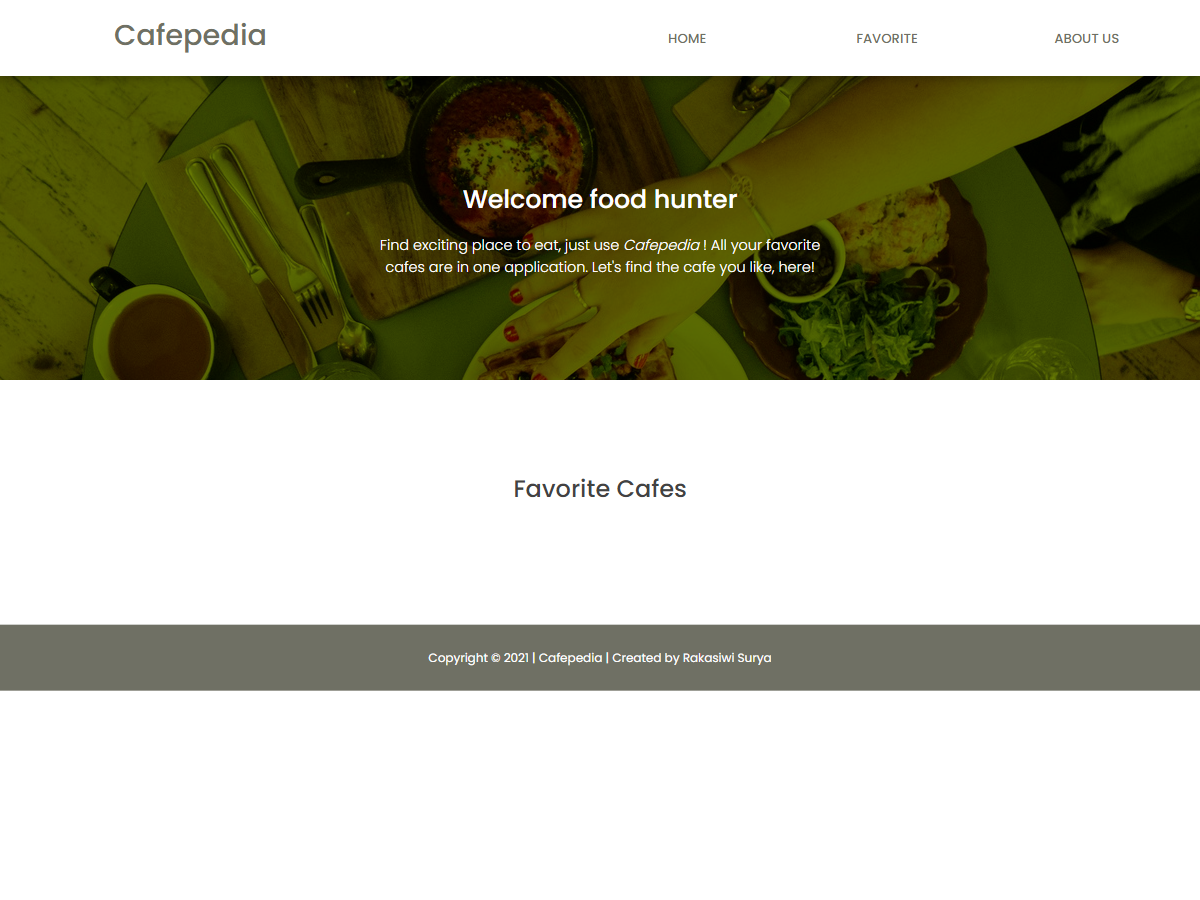 Cafepedia
HOME
FAVORITE
ABOUT US
Welcome food hunter
Find exciting place to eat, just use Cafepedia ! All your favorite
cafes are in one application. Let's find the cafe you like, here!
Favorite Cafes
Copyright © 2021 | Cafepedia | Created by Rakasiwi Surya